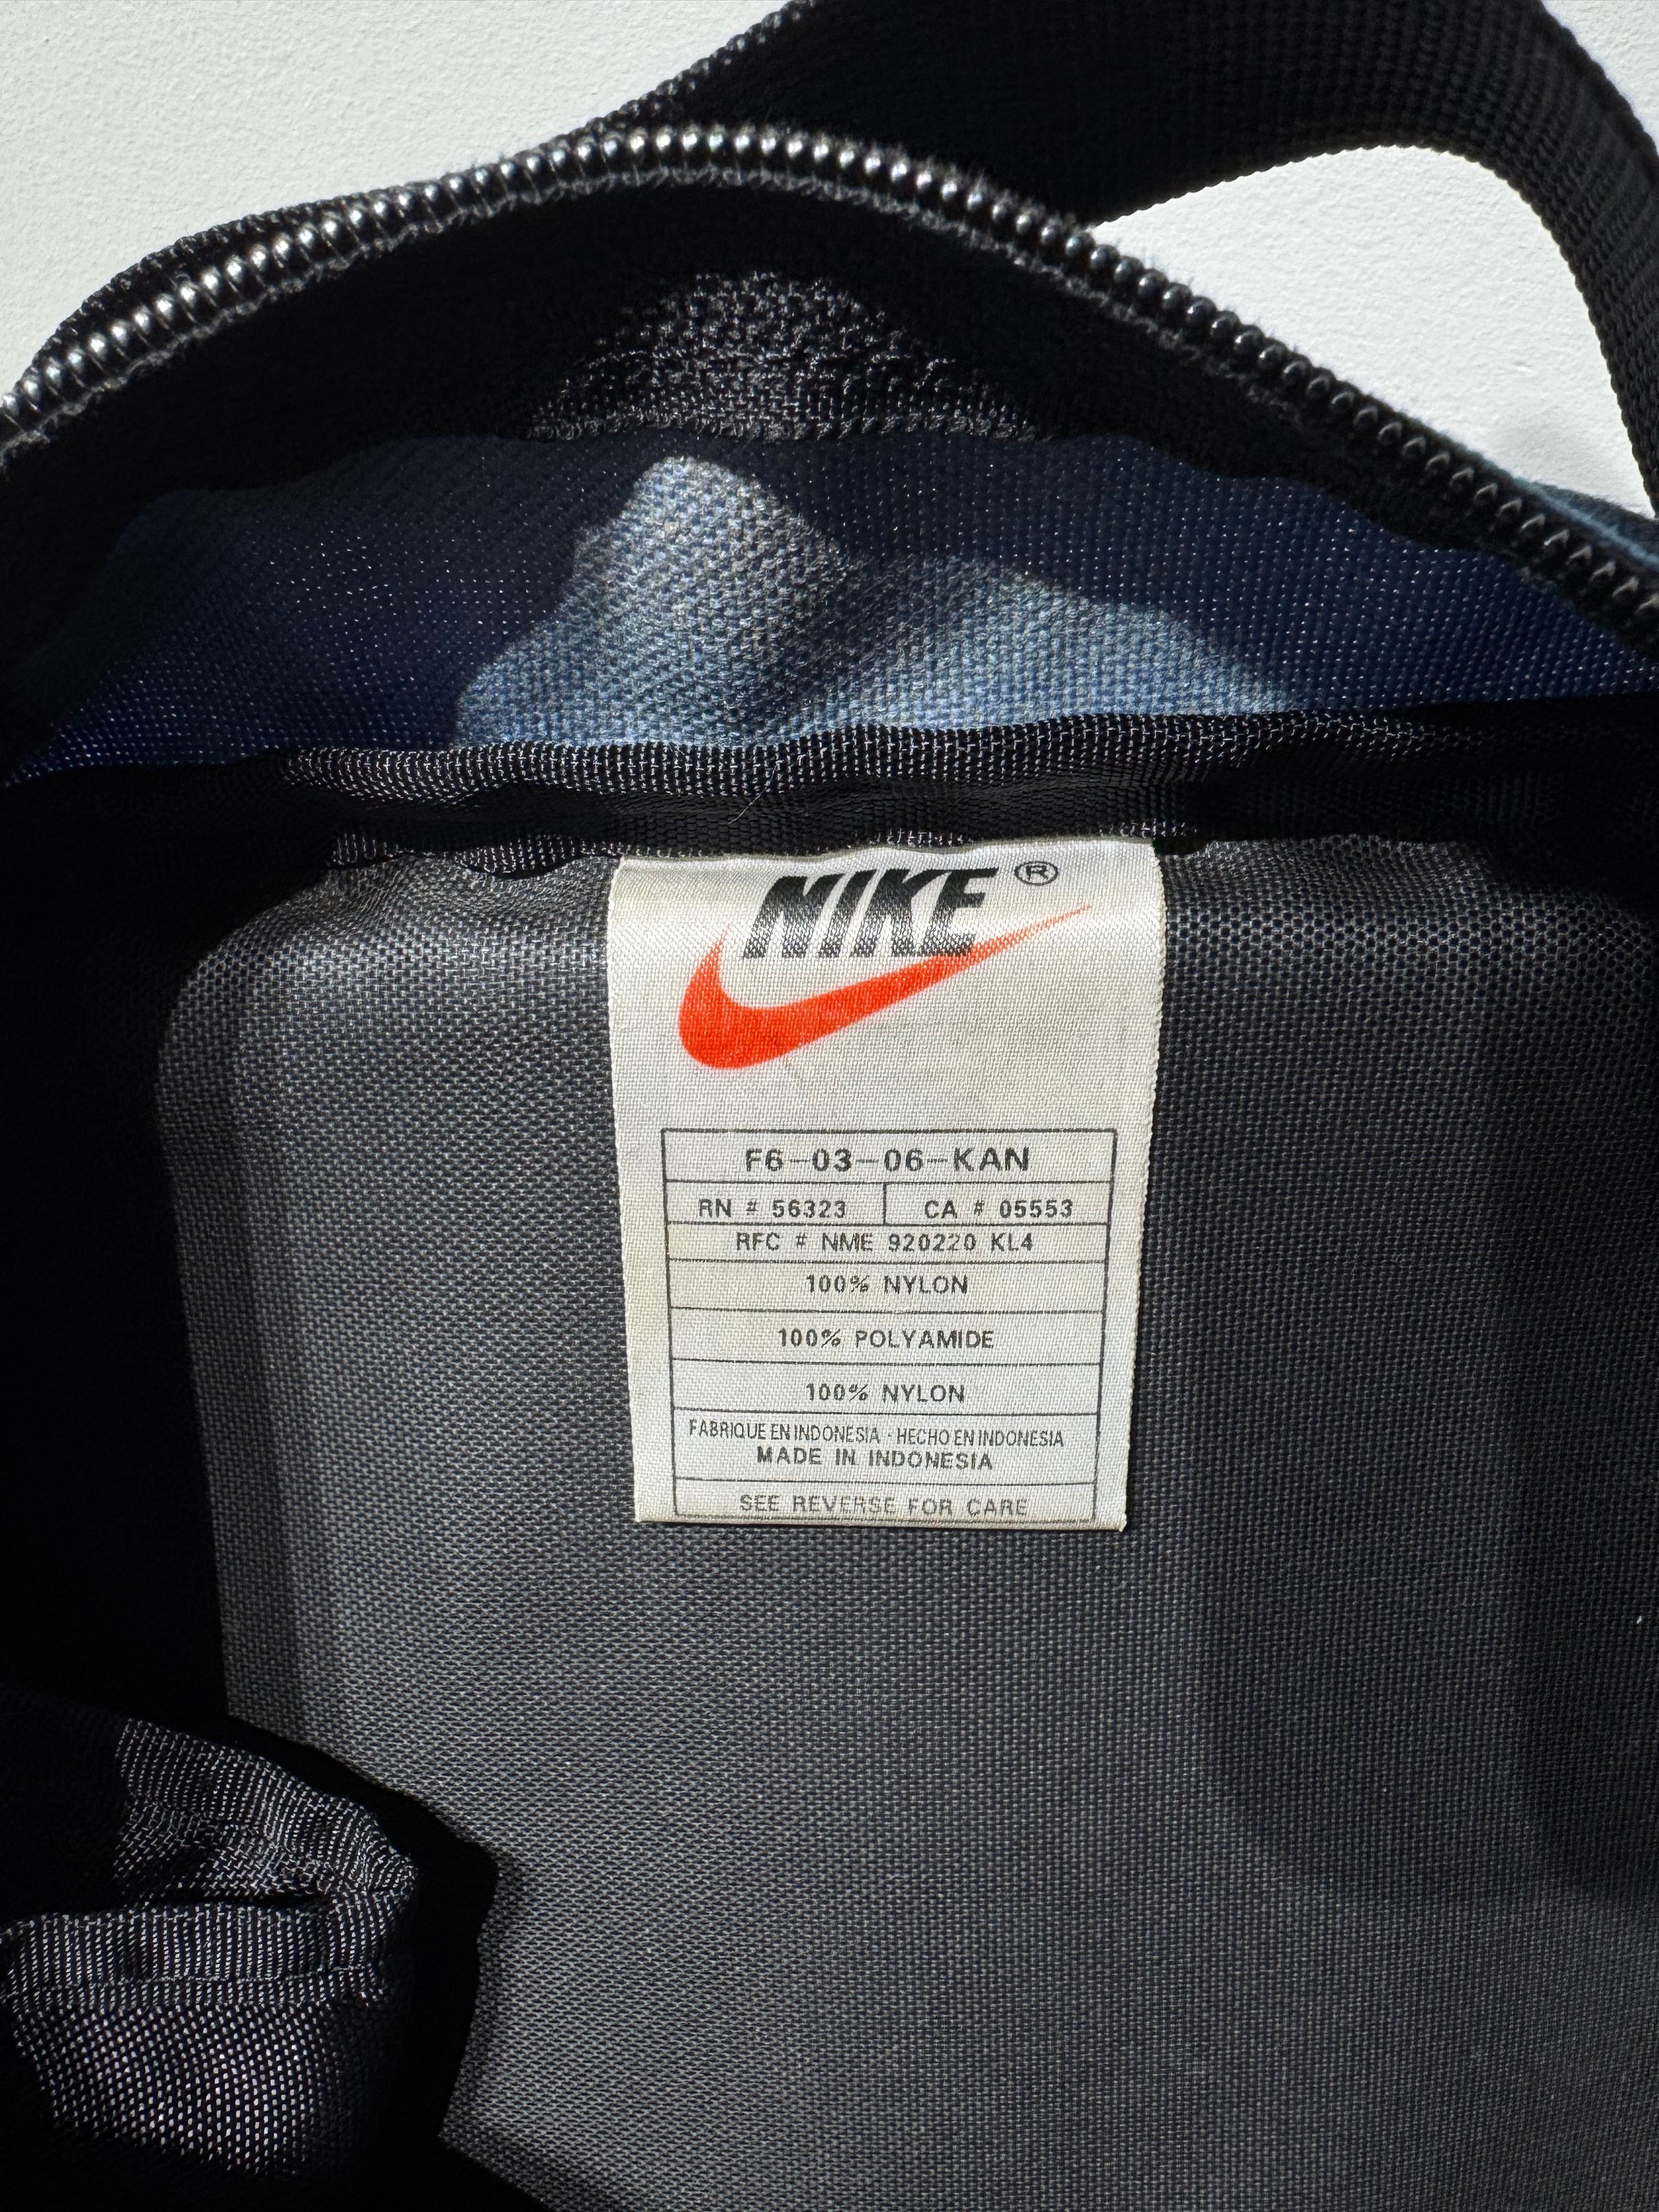 NIKE ®
F6-03-06-KAN
RN # 56323 CA # 05553
RFC # NME 920220 KL4
100% NYLON
100% POLYAMIDE
100% NYLON
FABRIQUE EN INDONESIA · HECHO EN INDONESIA
MADE IN INDONESIA
SEE REVERSE FOR CARE